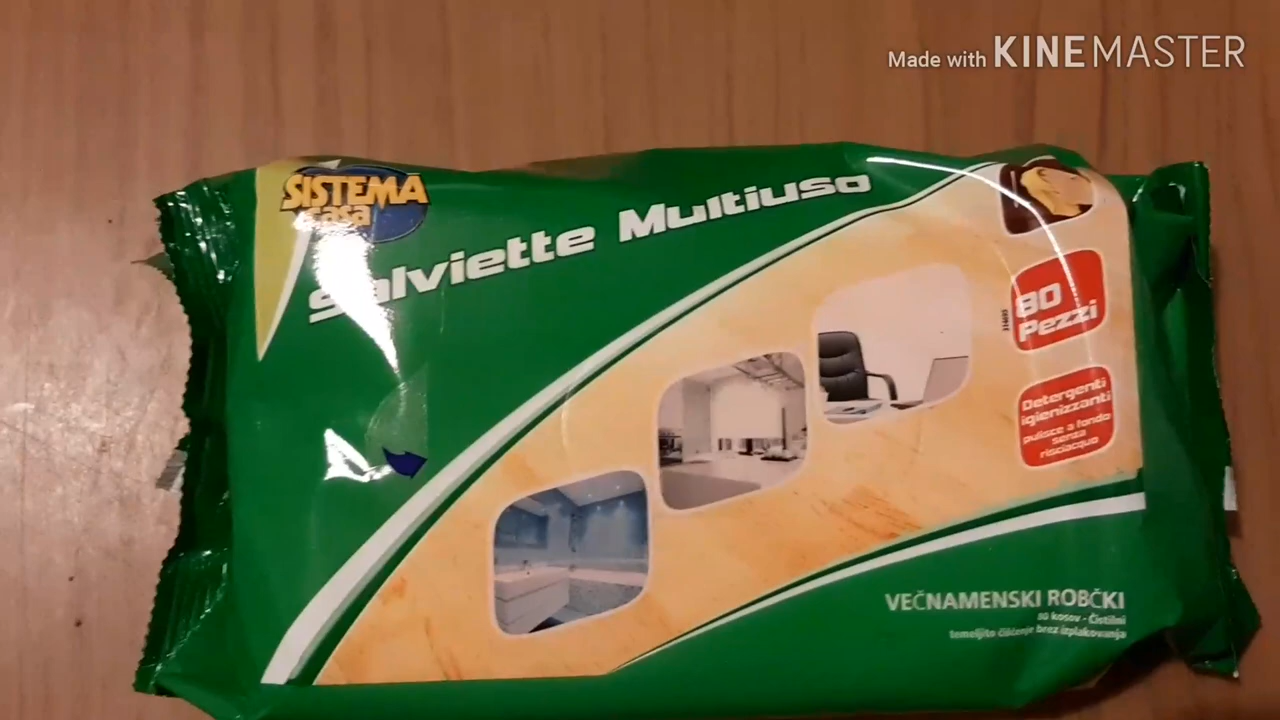 Made with KINEMASTER
SISTEMA
casa
Salviette Multiuso
80
Pezzi
Detergenti
igienizzanti
pulisce a fondo
senza
risciacquo
VEČNAMENSKI ROBČKI
80 kosov - Čistilni
temeljito čiščenje brez izplakovanja